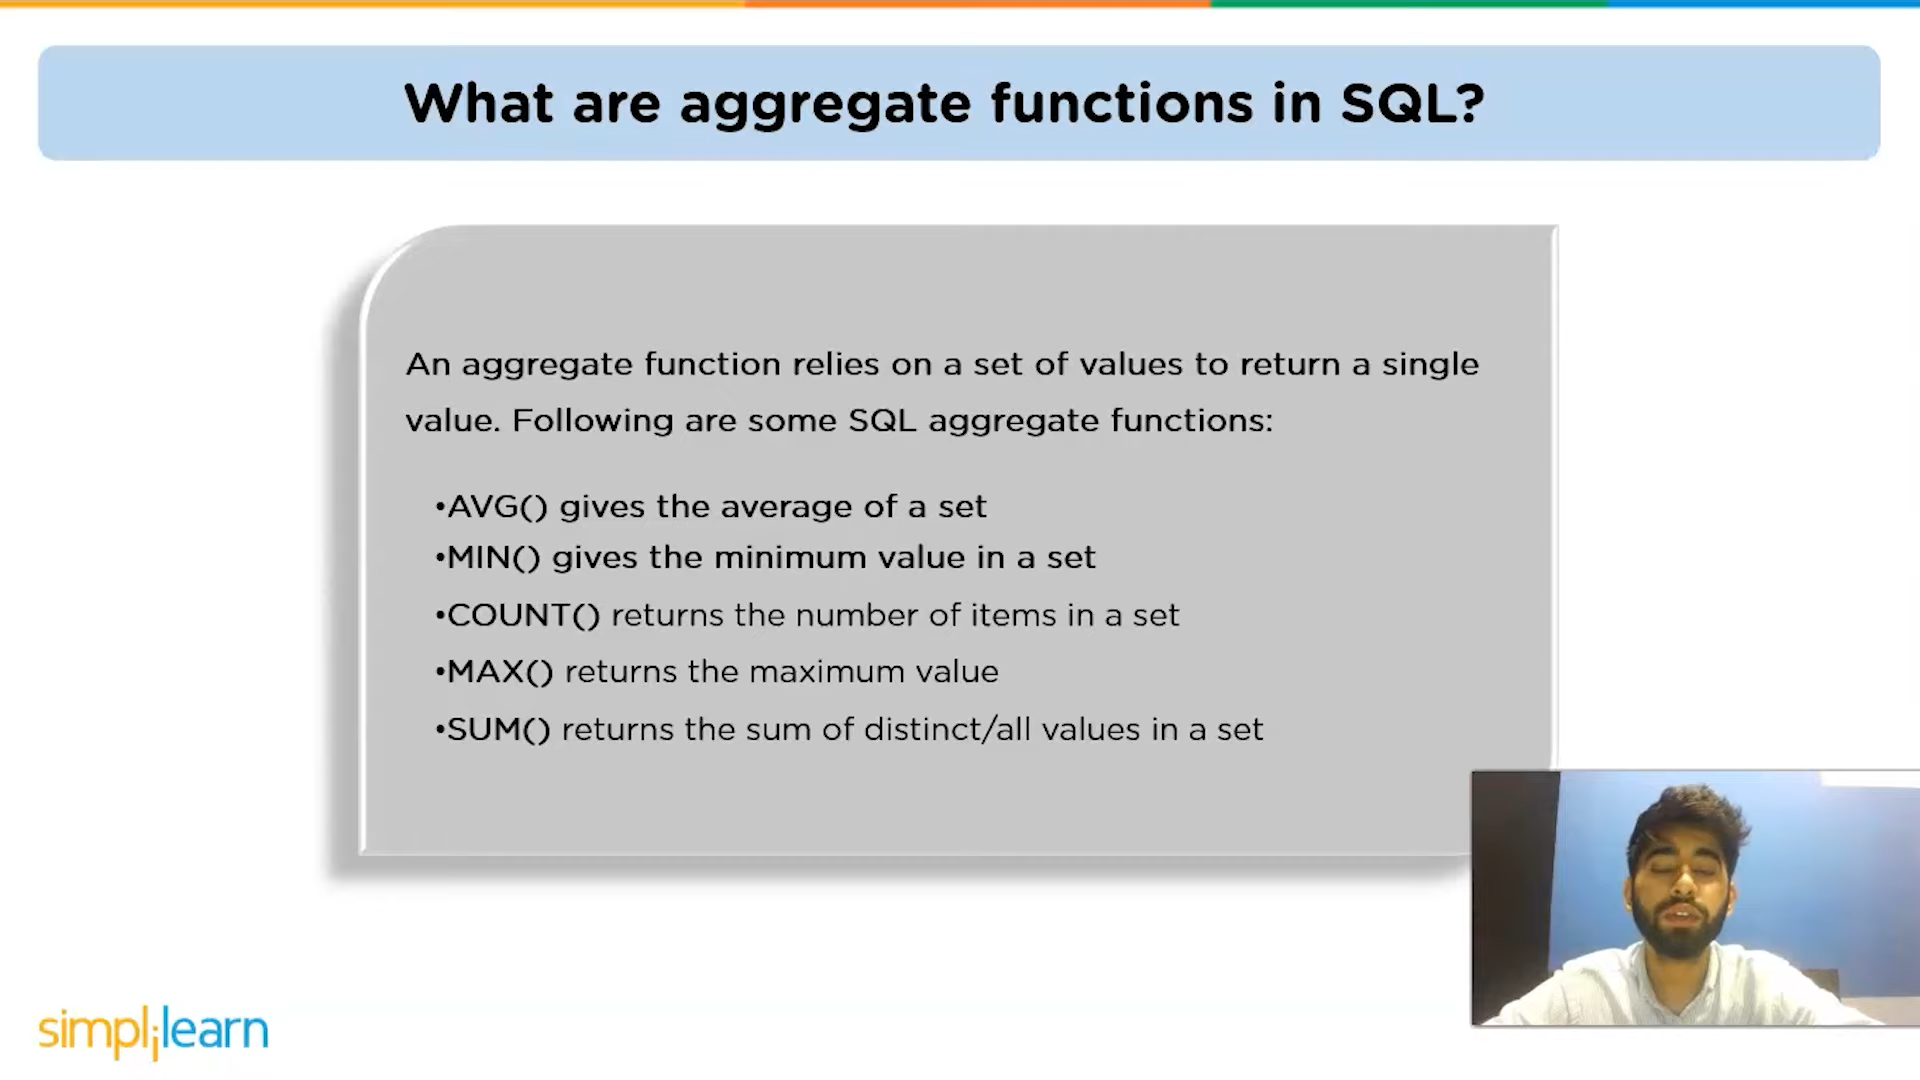 What are aggregate functions in SQL?
An aggregate function relies on a set of values to return a single
value. Following are some SQL aggregate functions:
•AVG() gives the average of a set
•MIN() gives the minimum value in a set
•COUNT() returns the number of items in a set
•MAX() returns the maximum value
•SUM() returns the sum of distinct/all values in a set
simplilearn